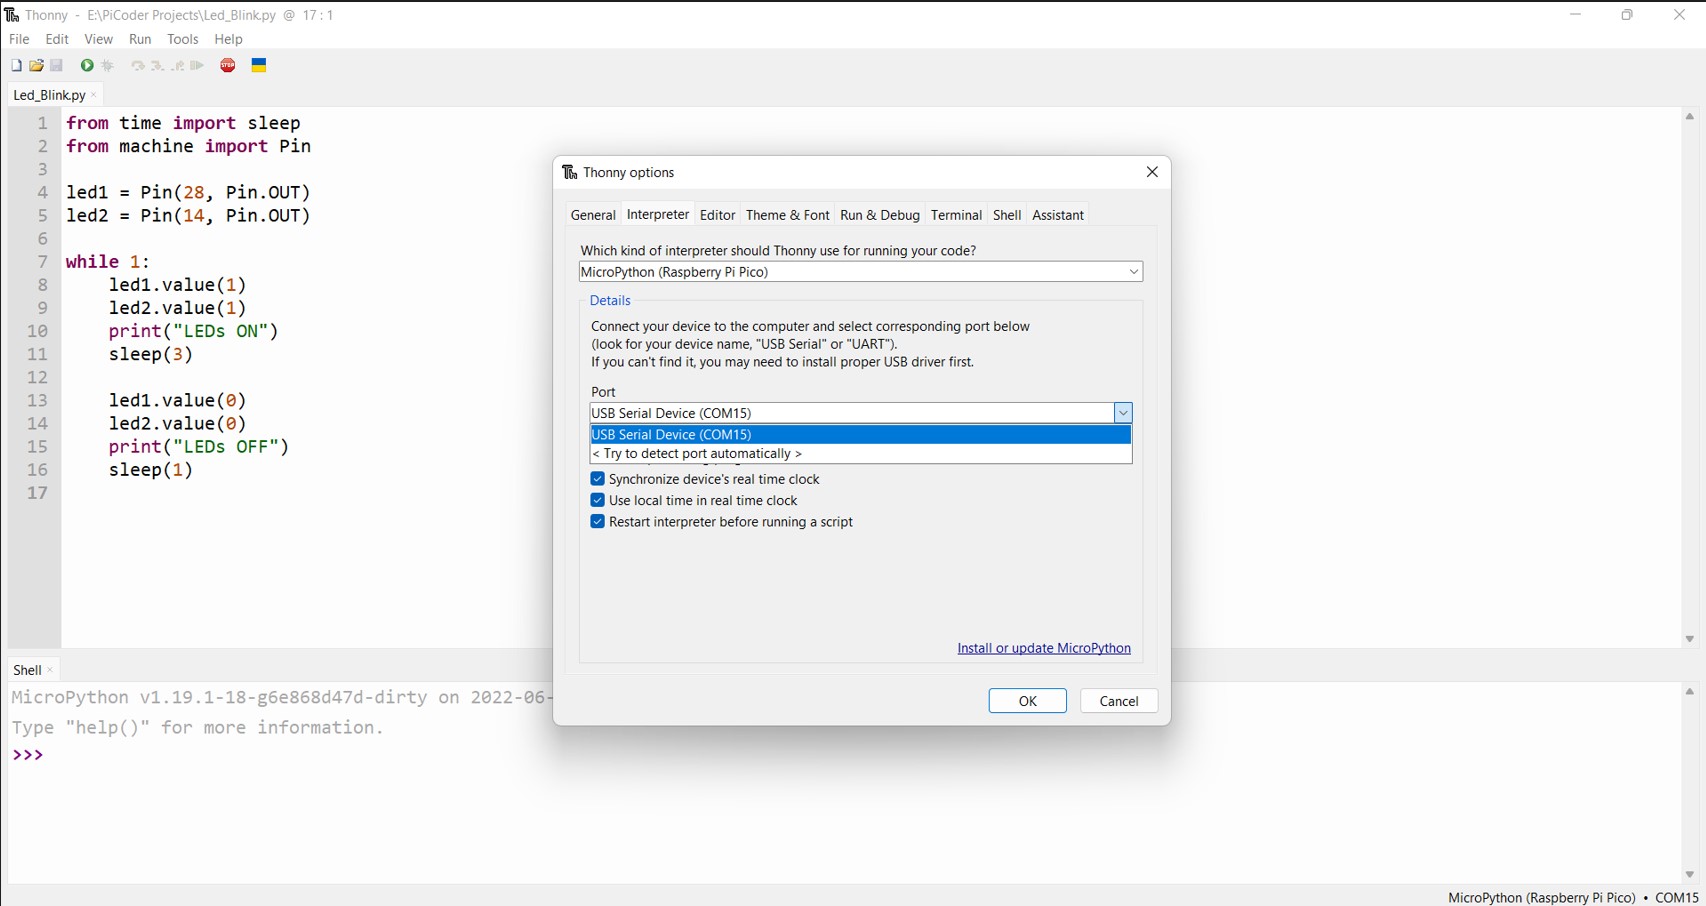 Thonny - E:\PiCoder Projects\Led_Blink.py @ 17 : 1
File Edit View Run Tools Help
STOP
Led_Blink.py ×
1 from time import sleep
2 from machine import Pin
3
4 led1 = Pin(28, Pin.OUT)
5 led2 = Pin(14, Pin.OUT)
6
7 while 1:
8 led1.value(1)
9 led2.value(1)
10 print("LEDs ON")
11 sleep(3)
12
13 led1.value(0)
14 led2.value(0)
15 print("LEDs OFF")
16 sleep(1)
17
Thonny options
General Interpreter Editor Theme & Font Run & Debug Terminal Shell Assistant
Which kind of interpreter should Thonny use for running your code?
MicroPython (Raspberry Pi Pico)
Details
Connect your device to the computer and select corresponding port below
(look for your device name, "USB Serial" or "UART").
If you can't find it, you may need to install proper USB driver first.
Port
USB Serial Device (COM15)
USB Serial Device (COM15)
< Try to detect port automatically >
Synchronize device's real time clock
Use local time in real time clock
Restart interpreter before running a script
Install or update MicroPython
OK Cancel
Shell ×
MicroPython v1.19.1-18-g6e868d47d-dirty on 2022-06-
Type "help()" for more information.
>>>
MicroPython (Raspberry Pi Pico) • COM15